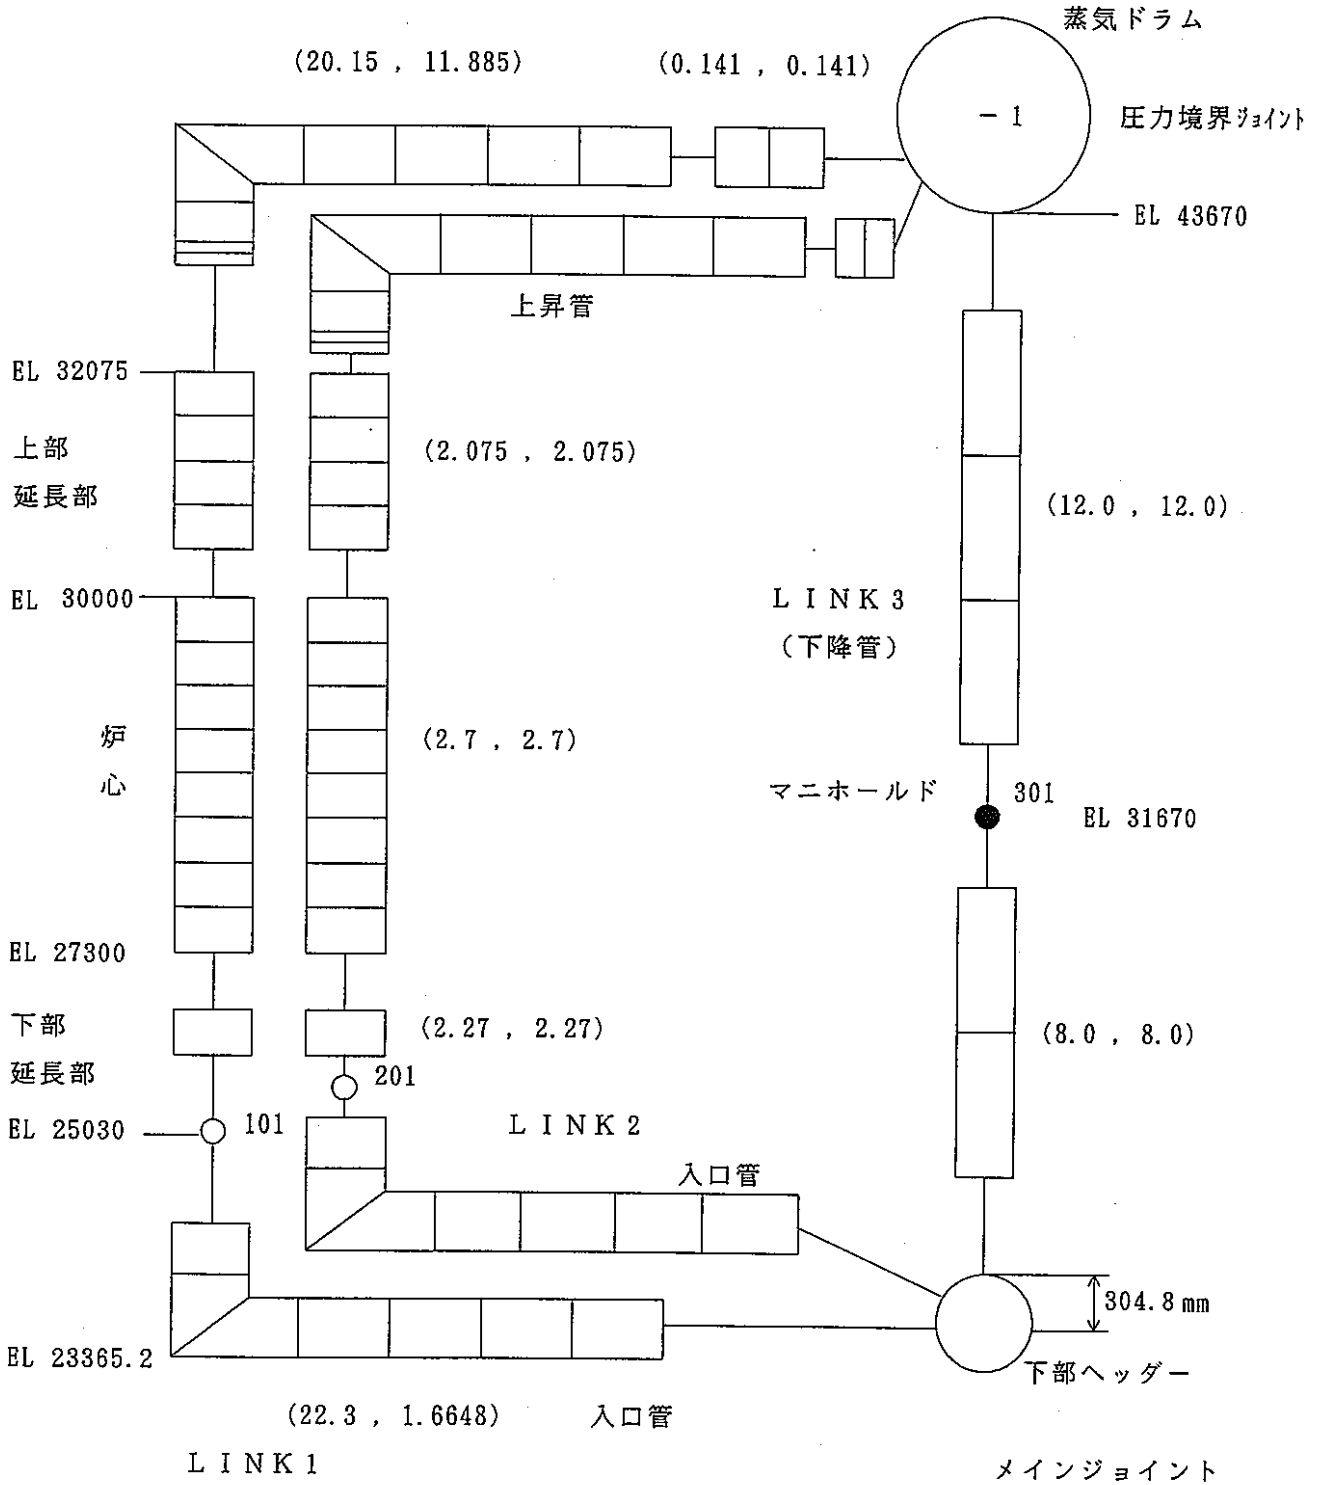 蒸気ドラム
(20.15 , 11.885)
(0.141 , 0.141)
－1
圧力境界ジョイント
EL 43670
上昇管
EL 32075
上部
延長部
(2.075 , 2.075)
(12.0 , 12.0)
EL 30000
LINK3
(下降管)
炉
心
(2.7 , 2.7)
マニホールド
301
EL 31670
EL 27300
下部
延長部
(2.27 , 2.27)
(8.0 , 8.0)
201
EL 25030
101
LINK2
入口管
304.8mm
EL 23365.2
下部ヘッダー
(22.3 , 1.6648)
入口管
LINK1
メインジョイント